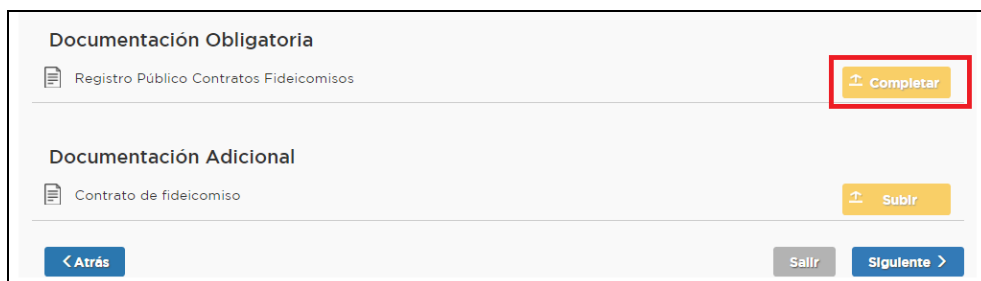 Documentación Obligatoria
Registro Público Contratos Fideicomisos
Completar
Documentación Adicional
Contrato de fideicomiso
Subir
Atrás
Salir
Siguiente